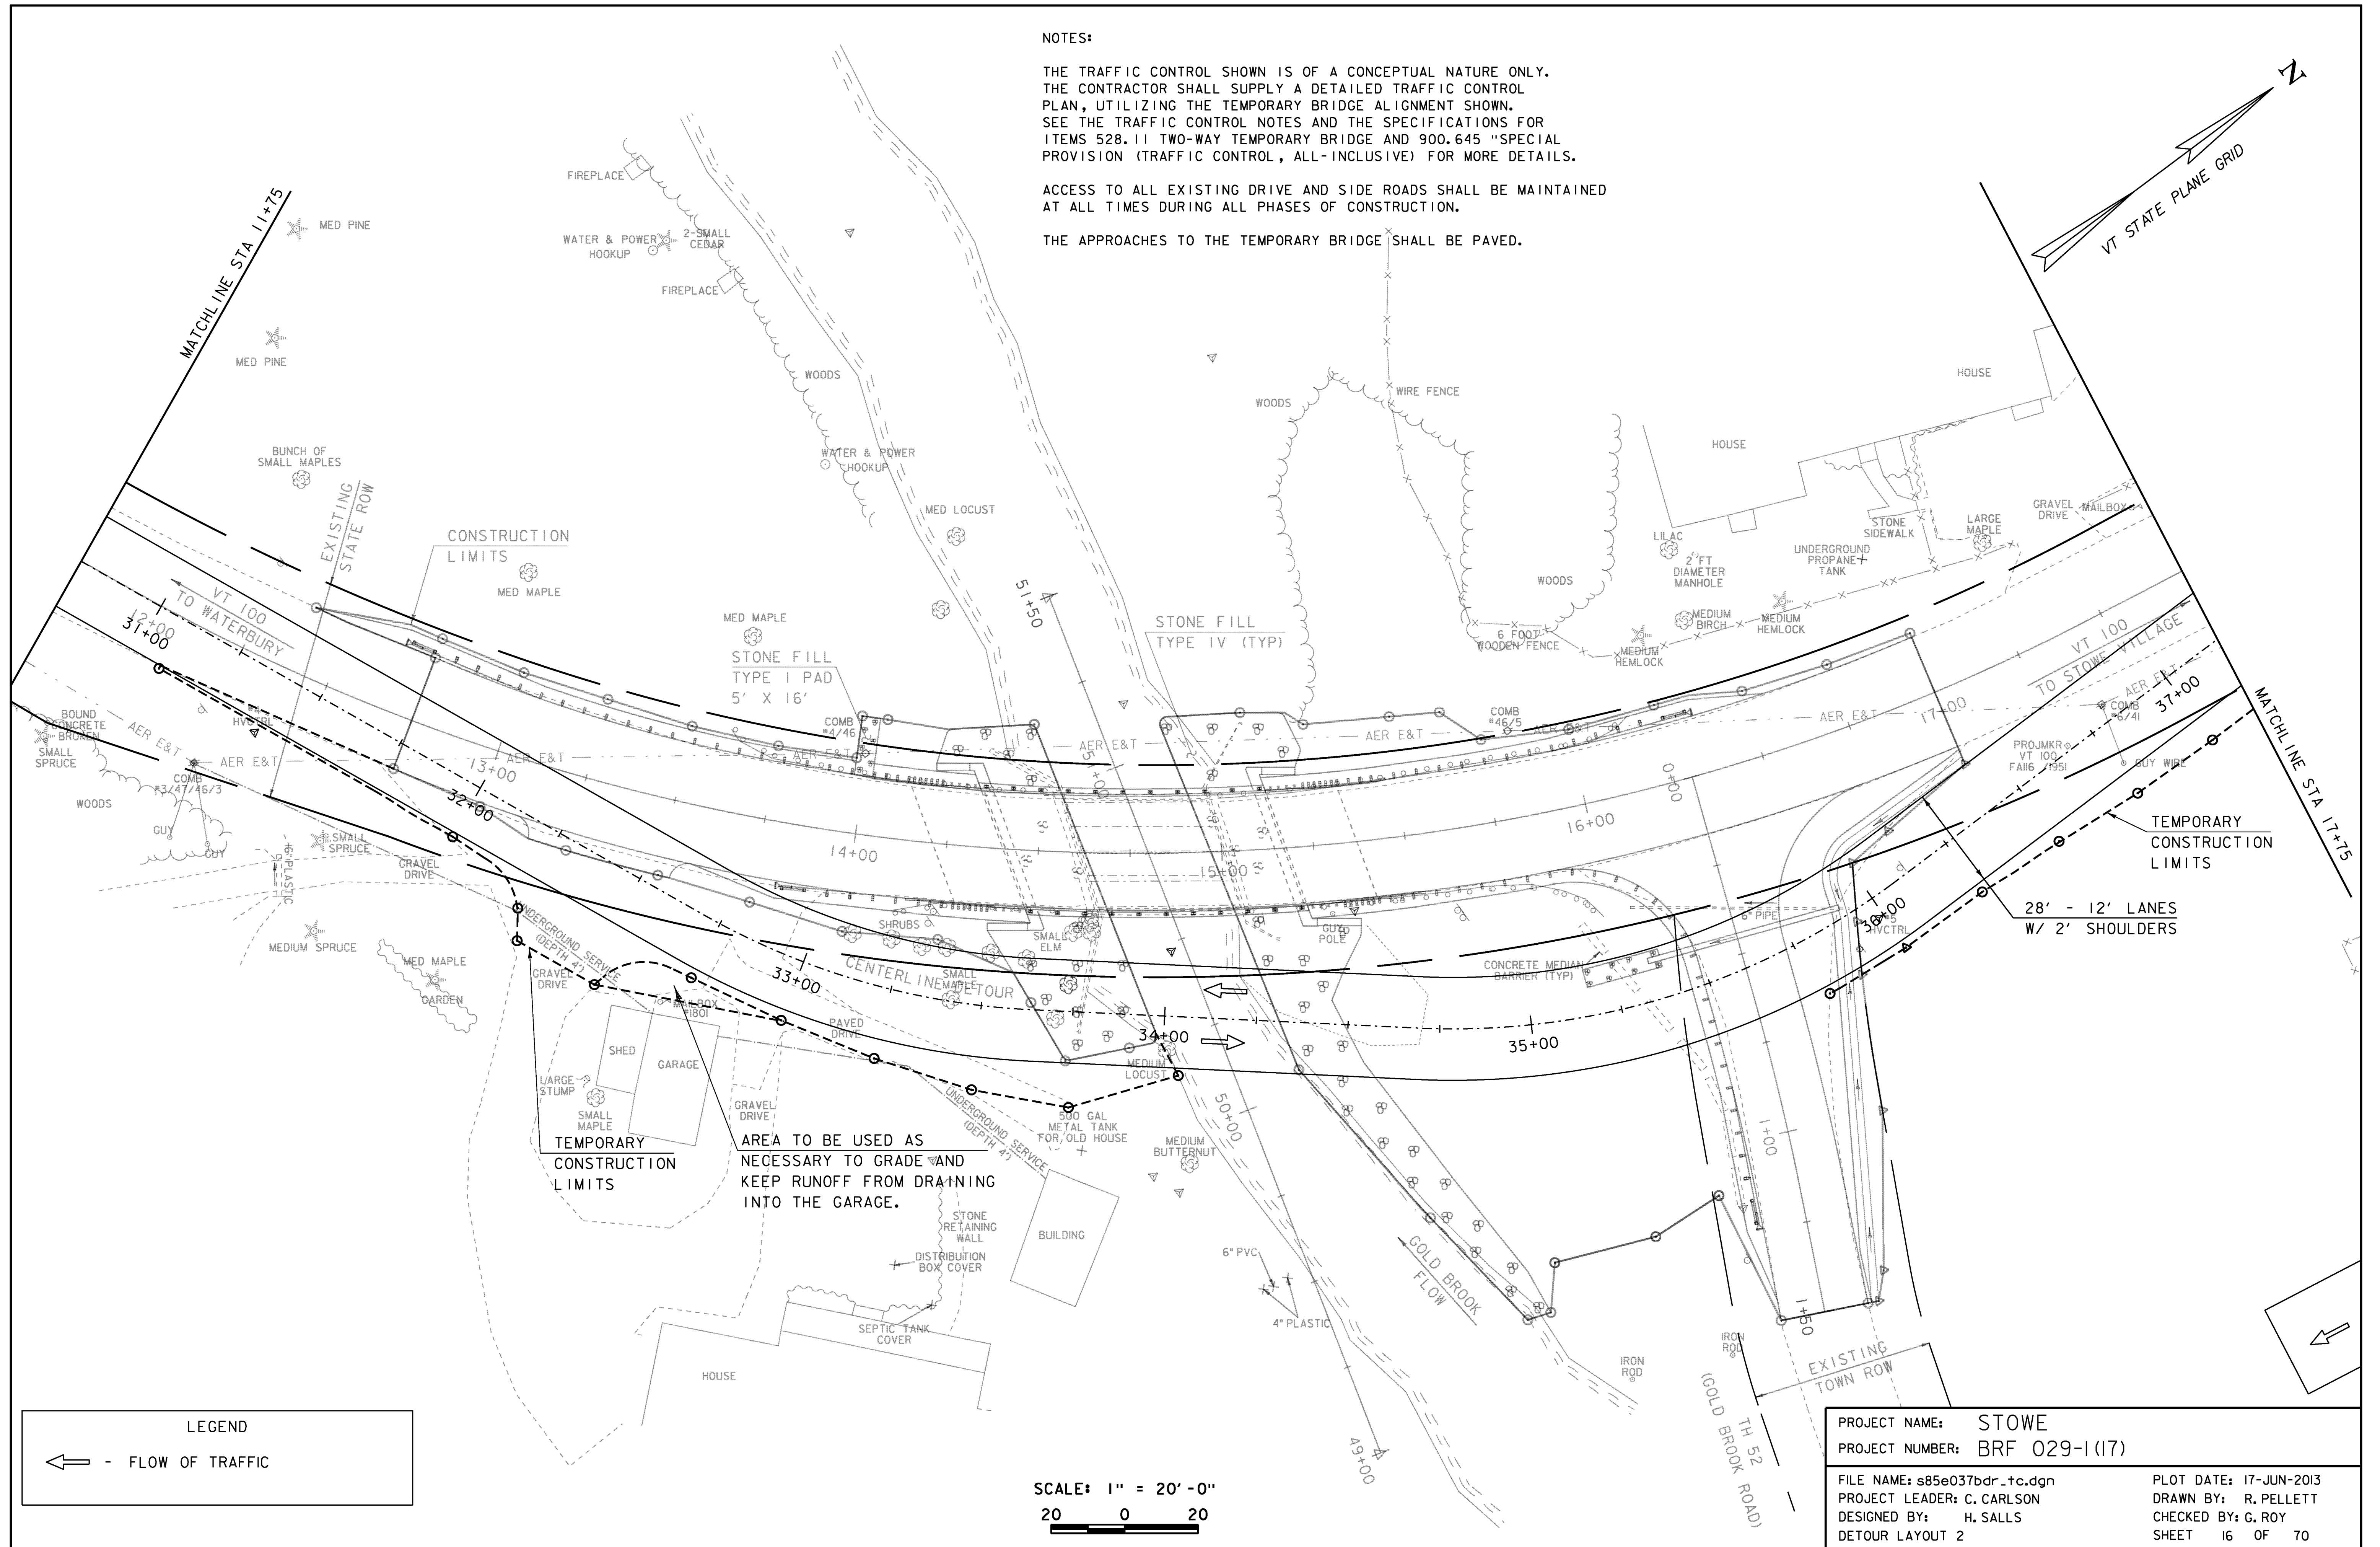 NOTES:
THE TRAFFIC CONTROL SHOWN IS OF A CONCEPTUAL NATURE ONLY.
THE CONTRACTOR SHALL SUPPLY A DETAILED TRAFFIC CONTROL
PLAN, UTILIZING THE TEMPORARY BRIDGE ALIGNMENT SHOWN.
SEE THE TRAFFIC CONTROL NOTES AND THE SPECIFICATIONS FOR
ITEMS 528.11 TWO-WAY TEMPORARY BRIDGE AND 900.645 "SPECIAL
PROVISION (TRAFFIC CONTROL, ALL-INCLUSIVE) FOR MORE DETAILS.
ACCESS TO ALL EXISTING DRIVE AND SIDE ROADS SHALL BE MAINTAINED
AT ALL TIMES DURING ALL PHASES OF CONSTRUCTION.
THE APPROACHES TO THE TEMPORARY BRIDGE SHALL BE PAVED.
N
VT STATE PLANE GRID
MATCHLINE STA 11+75
MED PINE
MED PINE
FIREPLACE
WATER & POWER
HOOKUP
2-SMALL
CEDAR
FIREPLACE
WOODS
WATER & POWER
HOOKUP
WOODS
WIRE FENCE
HOUSE
HOUSE
BUNCH OF
SMALL MAPLES
EXISTING
STATE ROW
CONSTRUCTION
LIMITS
MED MAPLE
MED LOCUST
MED MAPLE
STONE FILL
TYPE I PAD
5' X 16'
COMB
#4/46
51+50
STONE FILL
TYPE IV (TYP)
WOODS
6 FOOT
WOODEN FENCE
LILAC
2 FT
DIAMETER
MANHOLE
MEDIUM
BIRCH
MEDIUM
HEMLOCK
MEDIUM
HEMLOCK
UNDERGROUND
PROPANE
TANK
STONE
SIDEWALK
LARGE
MAPLE
GRAVEL
DRIVE
MAILBOX
VT 100
TO WATERBURY
12+00
31+00
VT 100
TO STOWE VILLAGE
AER E&T
37+00
COMB
#6/41
17+00
AER E&T
COMB
#46/5
AER E&T
AER E&T
AER E&T
51+00
AER E&T
AER E&T
AER E&T
AER E&T
BOUND
CONCRETE
BROKEN
SMALL
SPRUCE
#4
HVCTRL
COMB
#3/47/46/3
WOODS
GUY
GUY
16" PLASTIC
SMALL
SPRUCE
GRAVEL
DRIVE
MEDIUM SPRUCE
MED MAPLE
GARDEN
13+00
32+00
14+00
15+00
16+00
0+00
PROJMKR
VT 100
FA116 /1951
GUY WIRE
MATCHLINE STA 17+75
TEMPORARY
CONSTRUCTION
LIMITS
28' - 12' LANES
W/ 2' SHOULDERS
36+00
#5
HVCTRL
6" PIPE
CONCRETE MEDIAN
BARRIER (TYP)
GUY
POLE
SHRUBS
SMALL
ELM
SMALL
MAPLE
CENTERLINE DETOUR
33+00
34+00
35+00
UNDERGROUND SERVICE
(DEPTH 4')
GRAVEL
DRIVE
MAILBOX
#1801
PAVED
DRIVE
SHED
GARAGE
LARGE
STUMP
SMALL
MAPLE
GRAVEL
DRIVE
UNDERGROUND SERVICE
(DEPTH 4')
MEDIUM
LOCUST
500 GAL
METAL TANK
FOR OLD HOUSE
MEDIUM
BUTTERNUT
50+00
1+00
TEMPORARY
CONSTRUCTION
LIMITS
AREA TO BE USED AS
NECESSARY TO GRADE AND
KEEP RUNOFF FROM DRAINING
INTO THE GARAGE.
STONE
RETAINING
WALL
DISTRIBUTION
BOX COVER
BUILDING
SEPTIC TANK
COVER
HOUSE
6" PVC
4" PLASTIC
GOLD BROOK
FLOW
49+00
IRON
ROD
IRON
ROD
1+50
EXISTING
TOWN ROW
TH 52
(GOLD BROOK ROAD)
LEGEND
- FLOW OF TRAFFIC
SCALE: 1" = 20'-0"
20 0 20
PROJECT NAME: STOWE
PROJECT NUMBER: BRF 029-1(17)
FILE NAME: s85e037bdr_tc.dgn
PLOT DATE: 17-JUN-2013
PROJECT LEADER: C. CARLSON
DRAWN BY: R. PELLETT
DESIGNED BY: H. SALLS
CHECKED BY: G. ROY
DETOUR LAYOUT 2
SHEET 16 OF 70